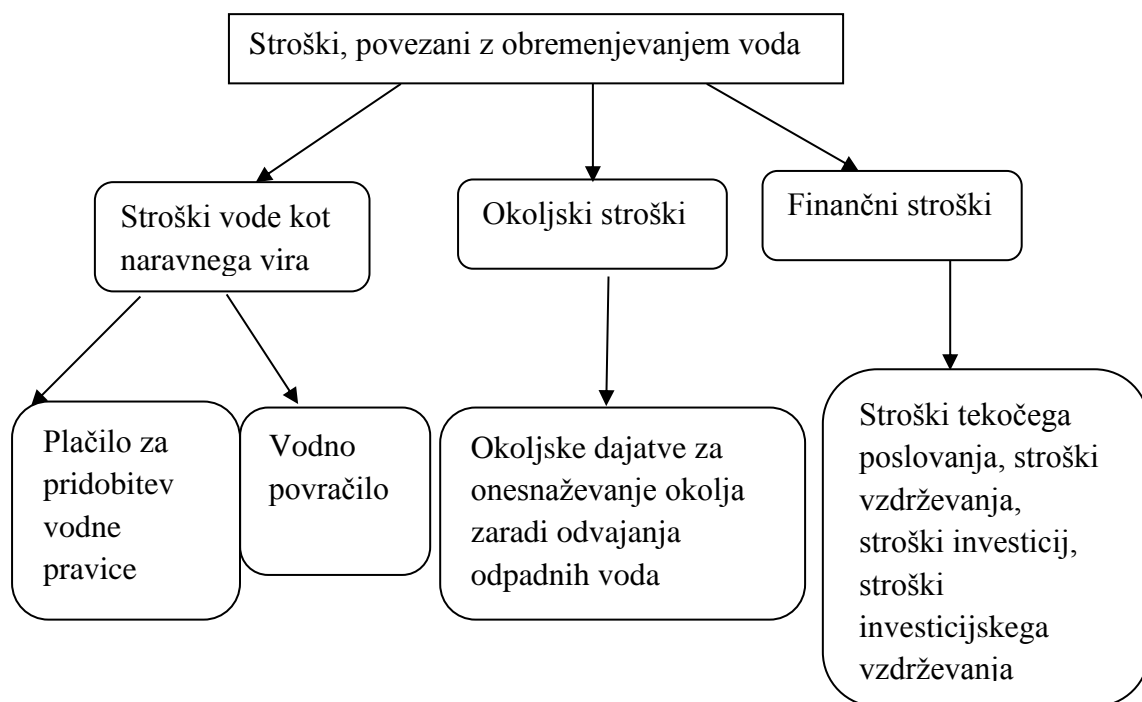 Stroški, povezani z obremenjevanjem voda
Stroški vode kot
naravnega vira
Okoljski stroški
Finančni stroški
Plačilo za
pridobitev
vodne
pravice
Vodno
povračilo
Okoljske dajatve za
onesnaževanje okolja
zaradi odvajanja
odpadnih voda
Stroški tekočega
poslovanja, stroški
vzdrževanja,
stroški investicij,
stroški
investicijskega
vzdrževanja